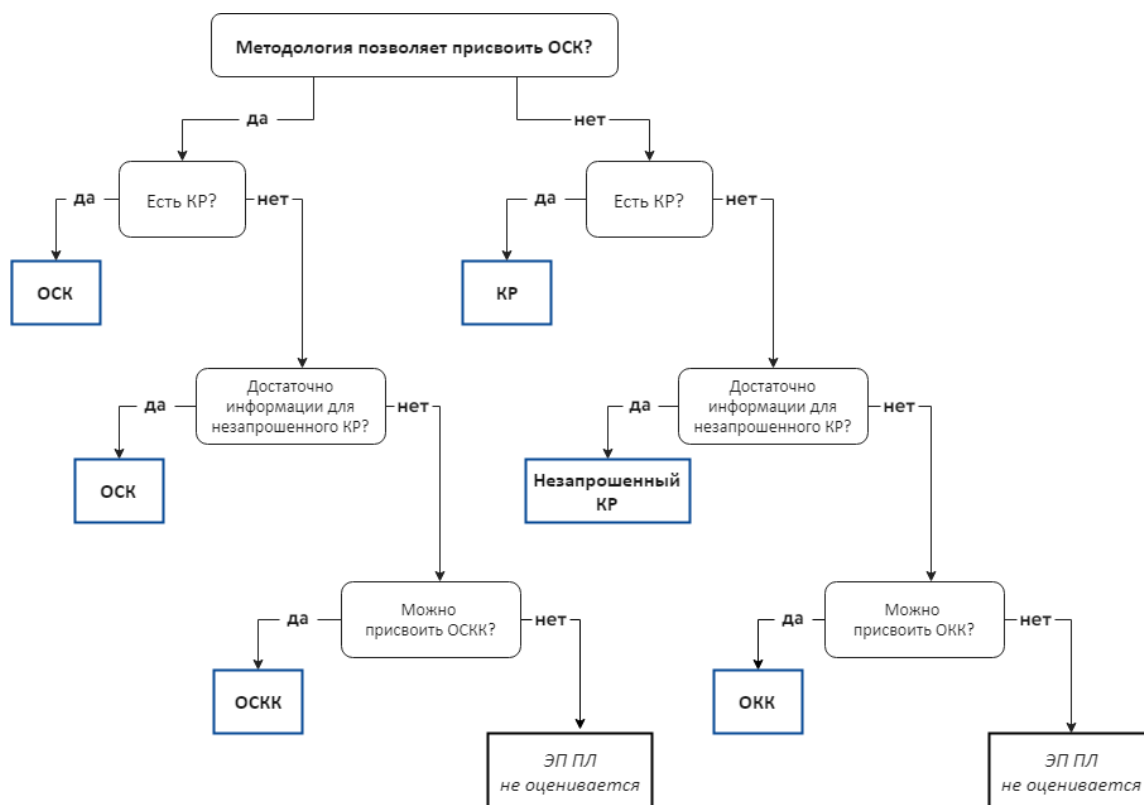 Методология позволяет присвоить ОСК?
да
нет
да
Есть КР?
нет
да
Есть КР?
нет
ОСК
КР
да
Достаточно
информации для
незапрошенного КР?
нет
да
Достаточно
информации для
незапрошенного КР?
нет
ОСК
Незапрошенный
КР
да
Можно
присвоить ОСКК?
нет
да
Можно
присвоить ОКК?
нет
ОСКК
ОКК
ЭП ПЛ
не оценивается
ЭП ПЛ
не оценивается